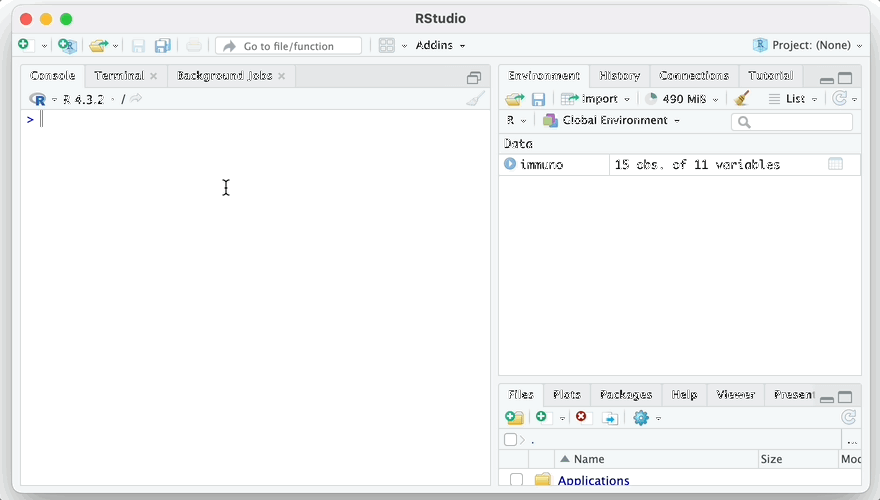 RStudio
Go to file/function
Addins
Project: (None)
Console Terminal Background Jobs
R 4.3.2 · /
>
Environment History Connections Tutorial
Import 490 MiB List
R Global Environment
Data
immuno 15 obs. of 11 variables
Files Plots Packages Help Viewer Present
.
...
Name Size Moc
Applications